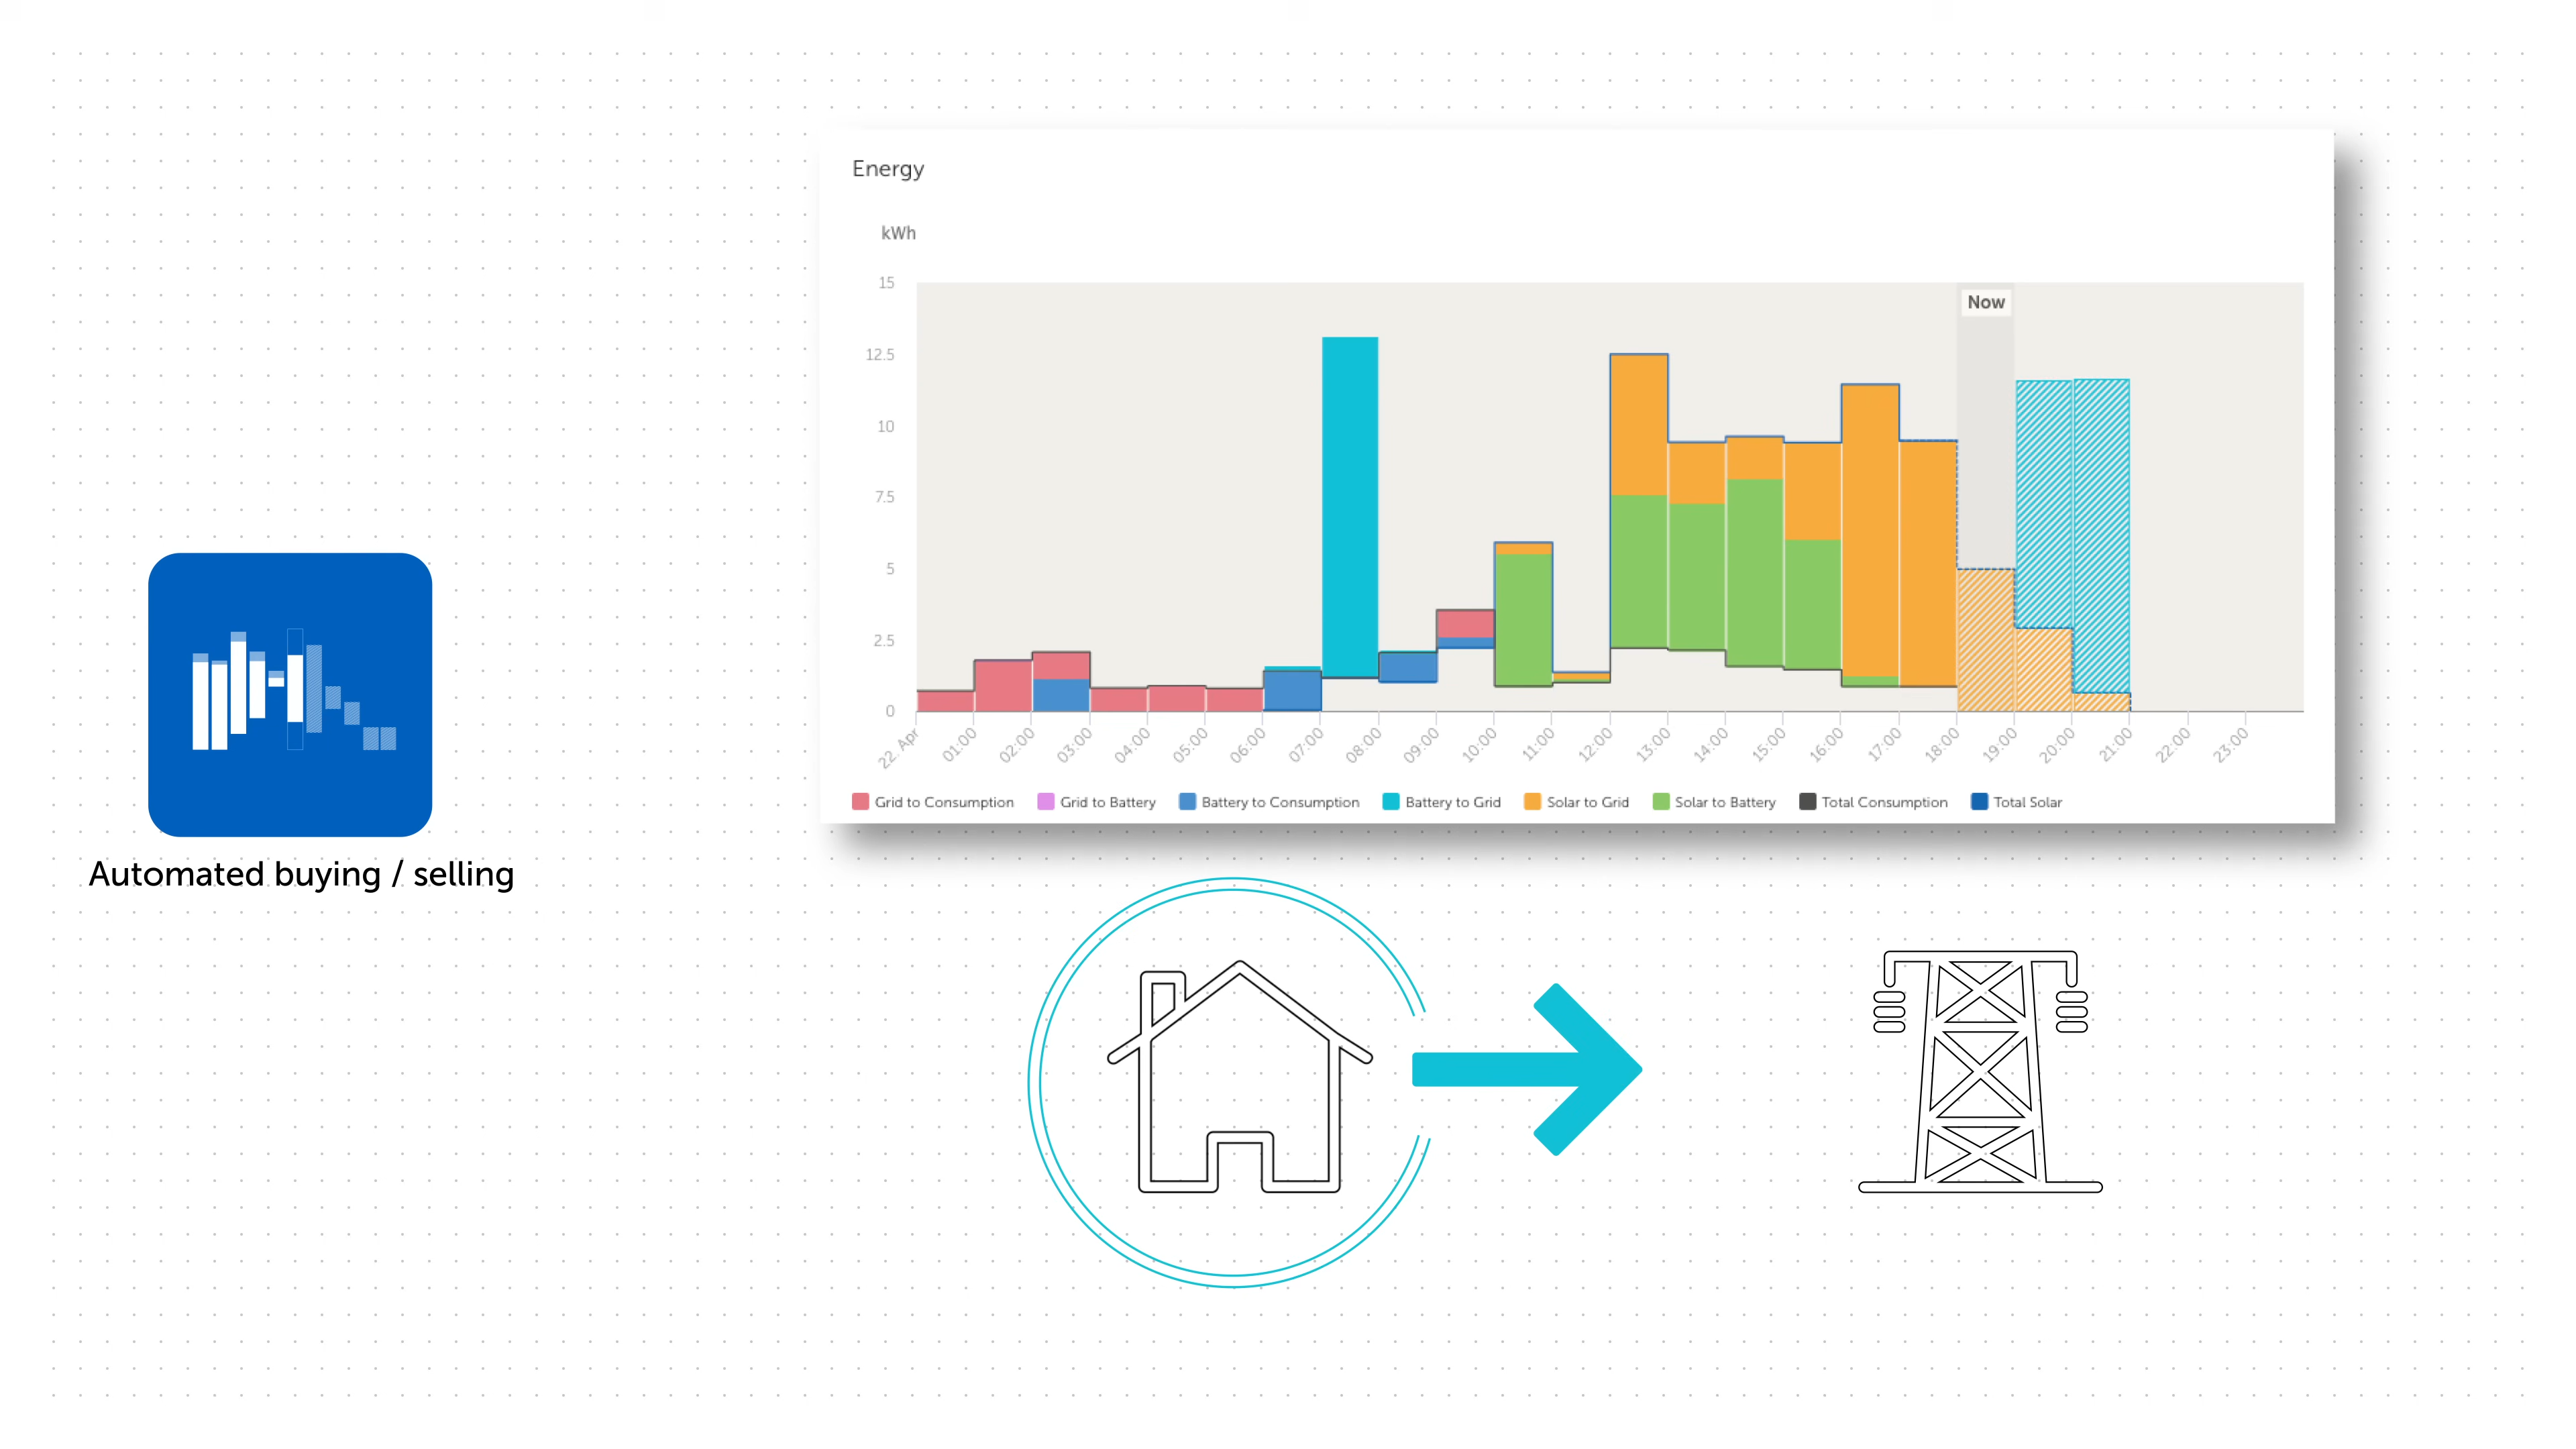 Energy
kWh
15
12.5
10
7.5
5
2.5
0
Now
22. Apr 01:00 02:00 03:00 04:00 05:00 06:00 07:00 08:00 09:00 10:00 11:00 12:00 13:00 14:00 15:00 16:00 17:00 18:00 19:00 20:00 21:00 22:00 23:00
Grid to Consumption Grid to Battery Battery to Consumption Battery to Grid Solar to Grid Solar to Battery Total Consumption Total Solar
Automated buying / selling